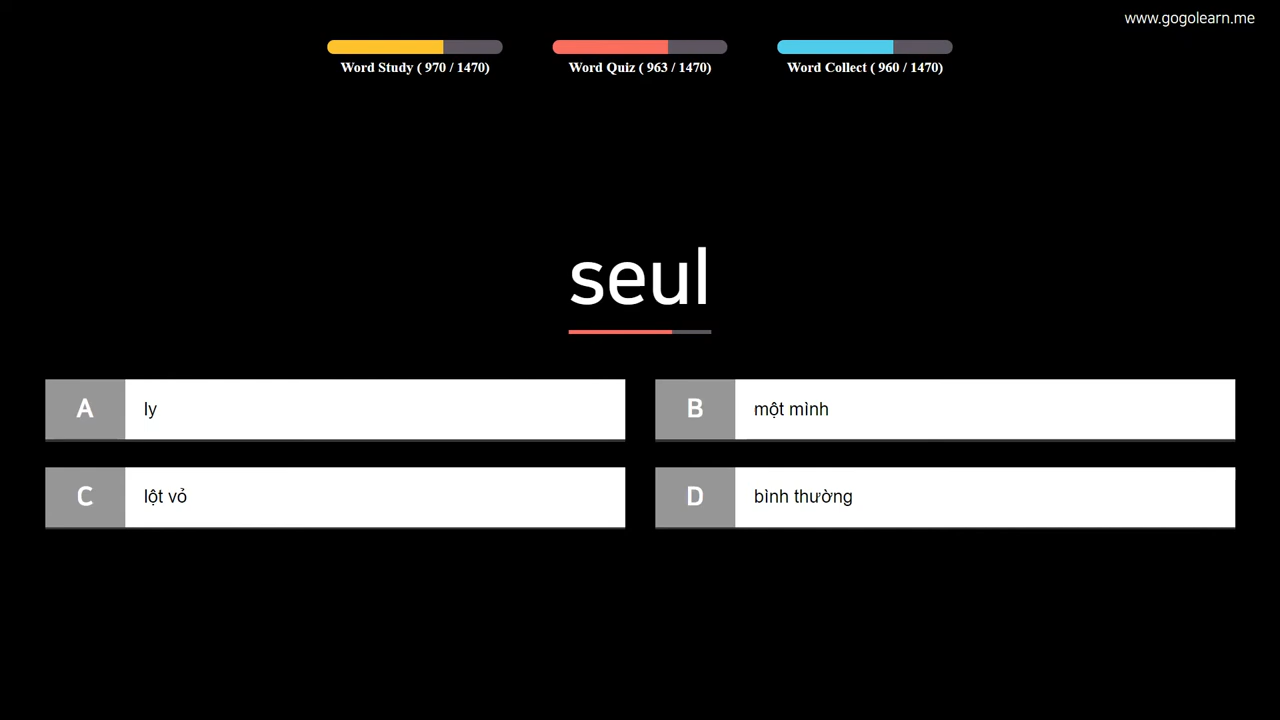 www.gogolearn.me
Word Study ( 970 / 1470)
Word Quiz ( 963 / 1470)
Word Collect ( 960 / 1470)
seul
A ly
B một mình
C lột vỏ
D bình thường